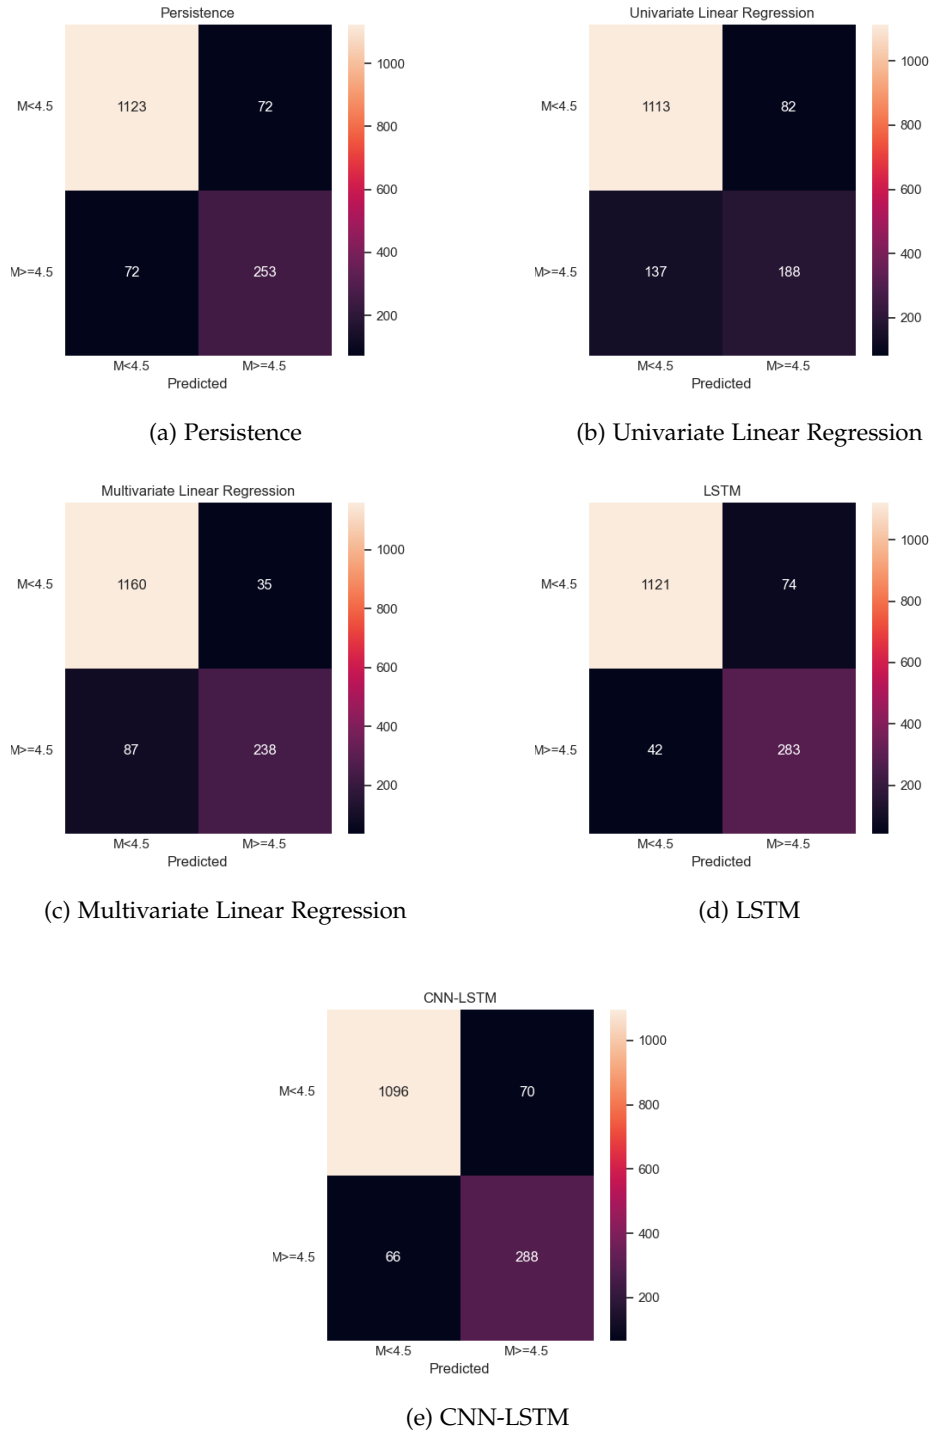 Persistence
M<4.5
1123
72
M>=4.5
72
253
M<4.5
M>=4.5
Predicted
1000
800
600
400
200
(a) Persistence
Univariate Linear Regression
M<4.5
1113
82
M>=4.5
137
188
M<4.5
M>=4.5
Predicted
1000
800
600
400
200
(b) Univariate Linear Regression
Multivariate Linear Regression
M<4.5
1160
35
M>=4.5
87
238
M<4.5
M>=4.5
Predicted
1000
800
600
400
200
(c) Multivariate Linear Regression
LSTM
M<4.5
1121
74
M>=4.5
42
283
M<4.5
M>=4.5
Predicted
1000
800
600
400
200
(d) LSTM
CNN-LSTM
M<4.5
1096
70
M>=4.5
66
288
M<4.5
M>=4.5
Predicted
1000
800
600
400
200
(e) CNN-LSTM